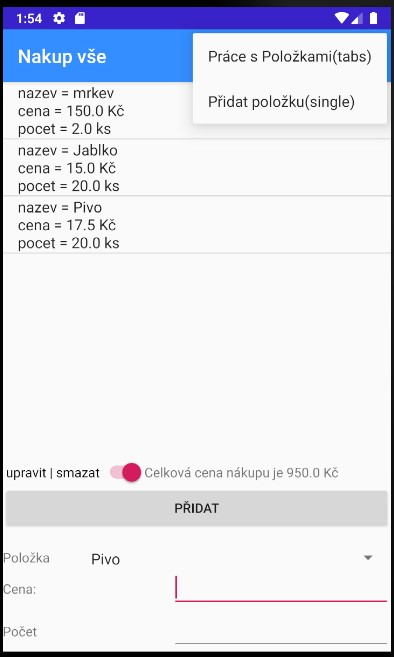 1:54
Nakup vše
Práce s Položkami(tabs)
Přidat položku(single)
nazev = mrkev
cena = 150.0 Kč
pocet = 2.0 ks
nazev = Jablko
cena = 15.0 Kč
pocet = 20.0 ks
nazev = Pivo
cena = 17.5 Kč
pocet = 20.0 ks
upravit | smazat Celková cena nákupu je 950.0 Kč
PŘIDAT
Položka Pivo
Cena:
Počet